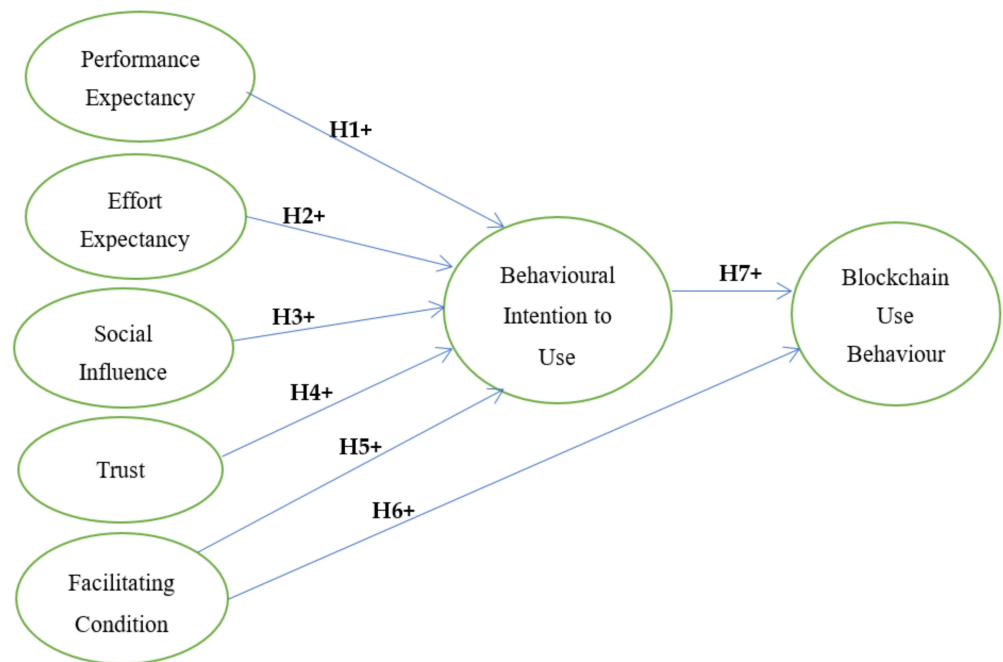 Performance
Expectancy
H1+
Effort
Expectancy
H2+
Social
Influence
H3+
Trust
H4+
Facilitating
Condition
H5+
H6+
Behavioural
Intention to
Use
H7+
Blockchain
Use
Behaviour